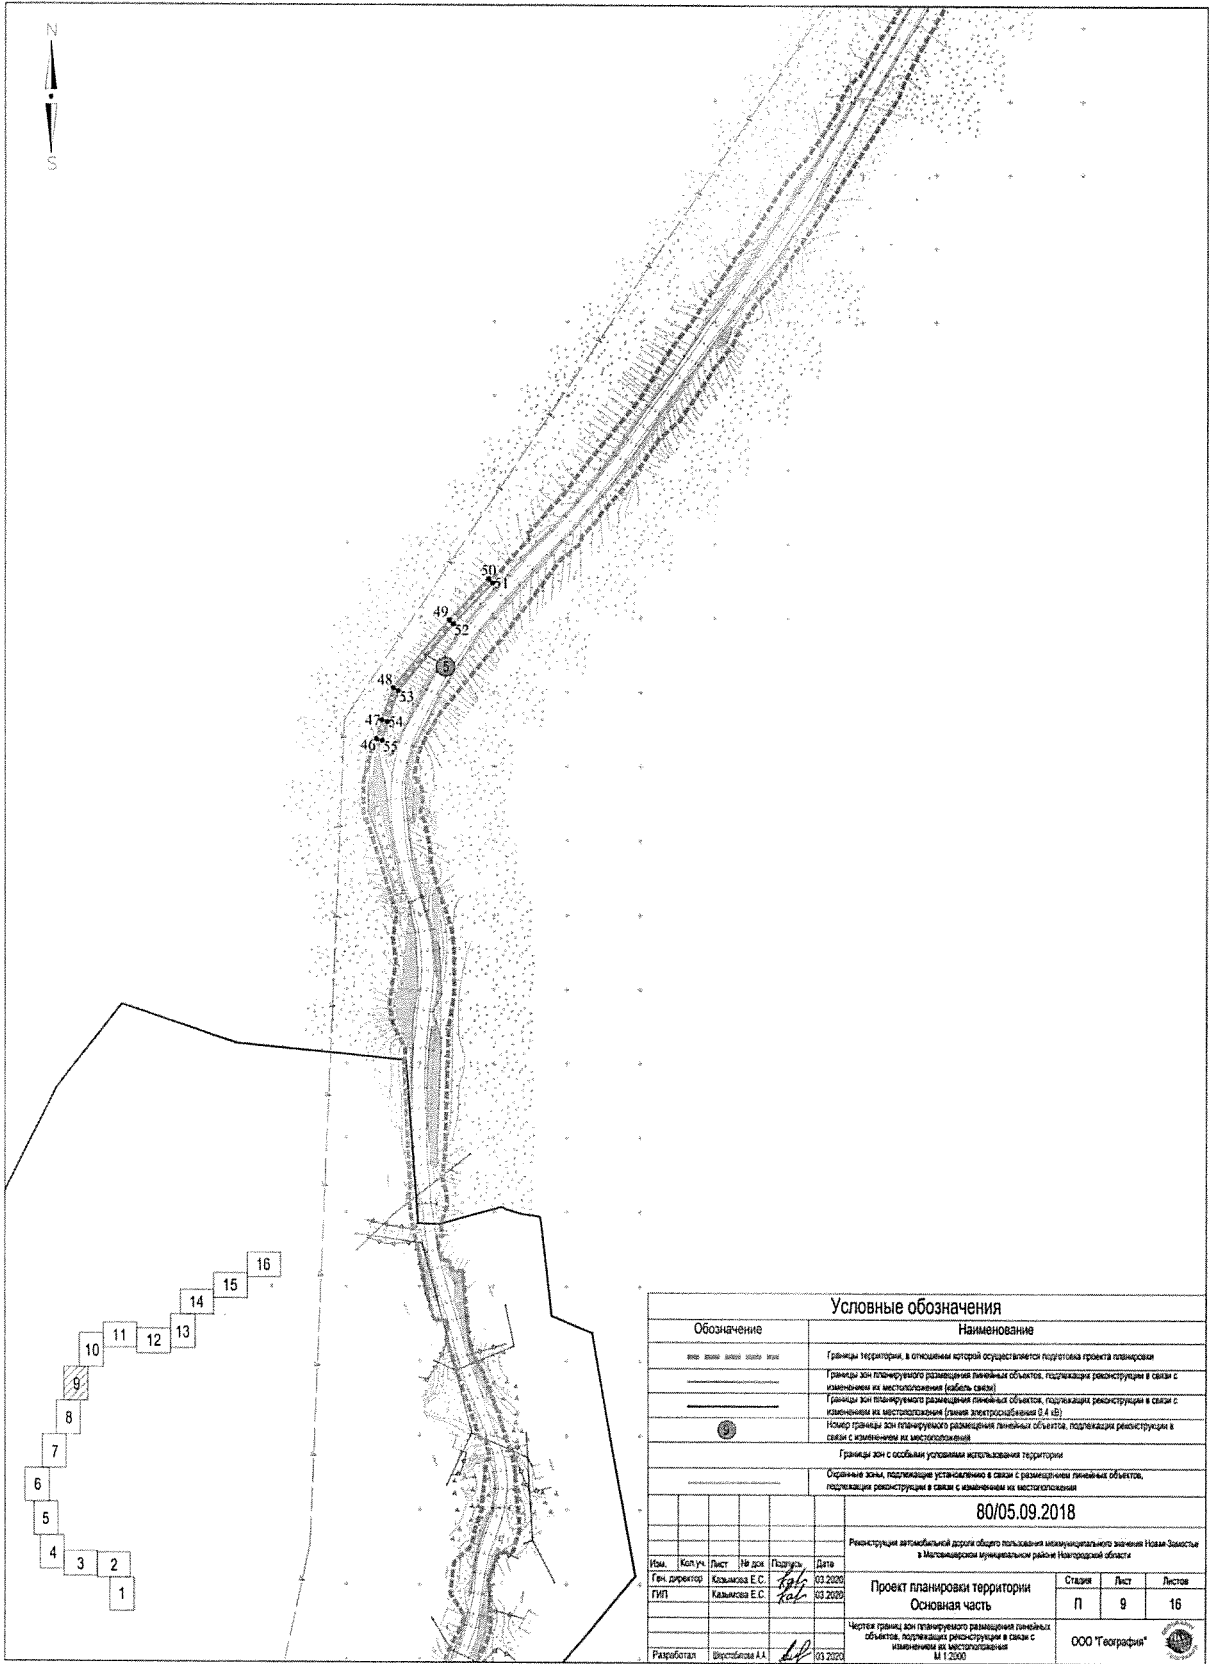 N
S
50
51
49
52
5
48
53
47
54
46
55
16
15
14
13
12
11
10
9
8
7
6
5
4
3
2
1
Условные обозначения
Обозначение
Наименование
Границы территории, в отношении которой осуществляется подготовка проекта планировки
Границы зон планируемого размещения линейных объектов, подлежащих реконструкции в связи с
изменением их местоположения (кабель связи)
Границы зон планируемого размещения линейных объектов, подлежащих реконструкции в связи с
изменением их местоположения (линия электроснабжения 0,4 кВ)
9
Номер границы зон планируемого размещения линейных объектов, подлежащих реконструкции в
связи с изменением их местоположения
Границы зон с особыми условиями использования территории
Охранные зоны, подлежащие установлению в связи с размещением линейных объектов,
подлежащих реконструкции в связи с изменением их местоположения
80/05.09.2018
Реконструкция автомобильной дороги общего пользования межмуниципального значения Новая-Замостье
в Маловишерском муниципальном районе Новгородской области
Изм.
Кол.уч.
Лист
№ док
Подпись
Дата
Ген. директор
Казымова Е.С.
03.2020
ГИП
Казымова Е.С.
03.2020
Проект планировки территории
Основная часть
Стадия
Лист
Листов
П
9
16
Чертеж границ зон планируемого размещения линейных
объектов, подлежащих реконструкции в связи с
изменением их местоположения
М 1:2000
ООО "География"
Разработал
Шерстобитова А.А.
03.2020